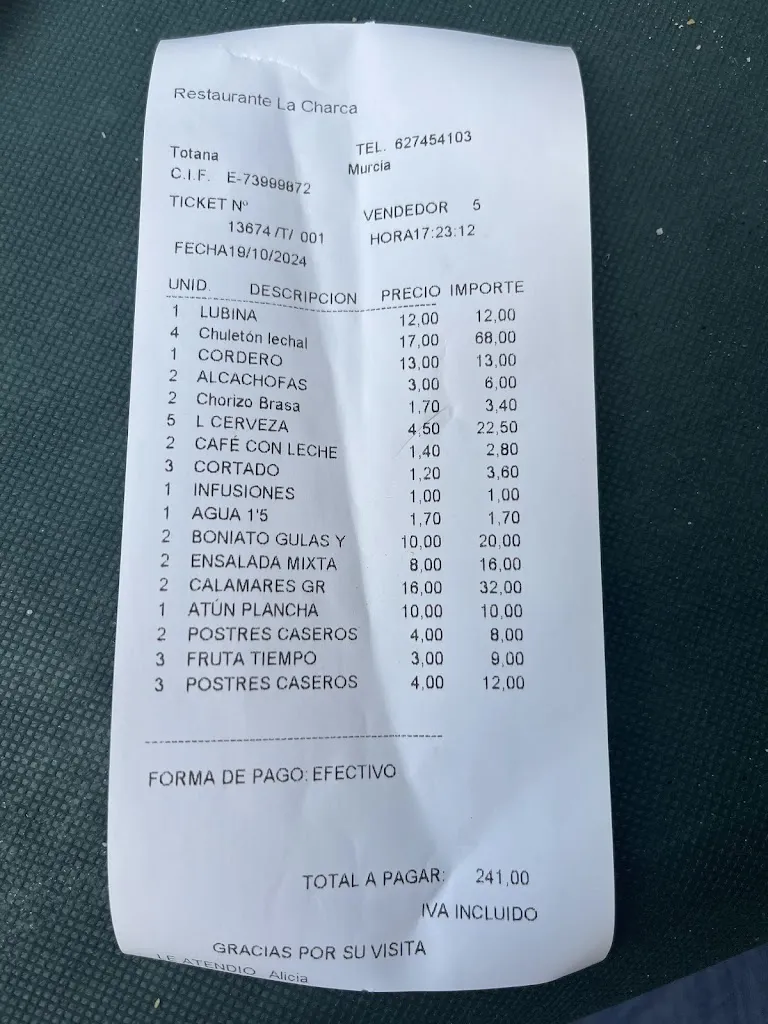 Restaurante La Charca
TEL. 627454103
Totana Murcia
C.I.F. E-73999872
TICKET Nº VENDEDOR 5
13674 /T/ 001 HORA17:23:12
FECHA19/10/2024
UNID. DESCRIPCION PRECIO IMPORTE
1 LUBINA 12,00 12,00
4 Chuletón lechal 17,00 68,00
1 CORDERO 13,00 13,00
2 ALCACHOFAS 3,00 6,00
2 Chorizo Brasa 1,70 3,40
5 L CERVEZA 4,50 22,50
2 CAFÉ CON LECHE 1,40 2,80
3 CORTADO 1,20 3,60
1 INFUSIONES 1,00 1,00
1 AGUA 1'5 1,70 1,70
2 BONIATO GULAS Y 10,00 20,00
2 ENSALADA MIXTA 8,00 16,00
2 CALAMARES GR 16,00 32,00
1 ATÚN PLANCHA 10,00 10,00
2 POSTRES CASEROS 4,00 8,00
3 FRUTA TIEMPO 3,00 9,00
3 POSTRES CASEROS 4,00 12,00
FORMA DE PAGO: EFECTIVO
TOTAL A PAGAR: 241,00
IVA INCLUIDO
GRACIAS POR SU VISITA
LE ATENDIO Alicia